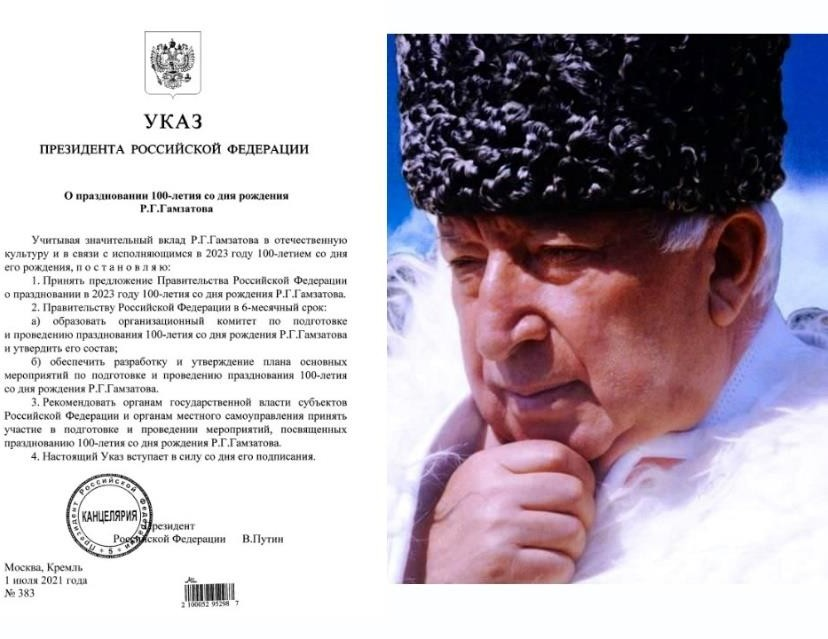 УКАЗ
ПРЕЗИДЕНТА РОССИЙСКОЙ ФЕДЕРАЦИИ
О праздновании 100-летия со дня рождения
Р.Г.Гамзатова
Учитывая значительный вклад Р.Г.Гамзатова в отечественную
культуру и в связи с исполняющимся в 2023 году 100-летием со дня
его рождения, п о с т а н о в л я ю:
1. Принять предложение Правительства Российской Федерации
о праздновании в 2023 году 100-летия со дня рождения Р.Г.Гамзатова.
2. Правительству Российской Федерации в 6-месячный срок:
а) образовать организационный комитет по подготовке
и проведению празднования 100-летия со дня рождения Р.Г.Гамзатова
и утвердить его состав;
б) обеспечить разработку и утверждение плана основных
мероприятий по подготовке и проведению празднования 100-летия
со дня рождения Р.Г.Гамзатова.
3. Рекомендовать органам государственной власти субъектов
Российской Федерации и органам местного самоуправления принять
участие в подготовке и проведении мероприятий, посвященных
празднованию 100-летия со дня рождения Р.Г.Гамзатова.
4. Настоящий Указ вступает в силу со дня его подписания.
Президент Российской Федерации
КАНЦЕЛЯРИЯ
* 5 *
Президент
Российской Федерации В.Путин
Москва, Кремль
1 июля 2021 года
№ 383
2 100052 95298 7